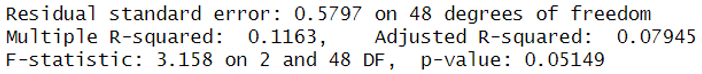 Residual standard error: 0.5797 on 48 degrees of freedom
Multiple R-squared:  0.1163,    Adjusted R-squared:  0.07945
F-statistic: 3.158 on 2 and 48 DF,  p-value: 0.05149